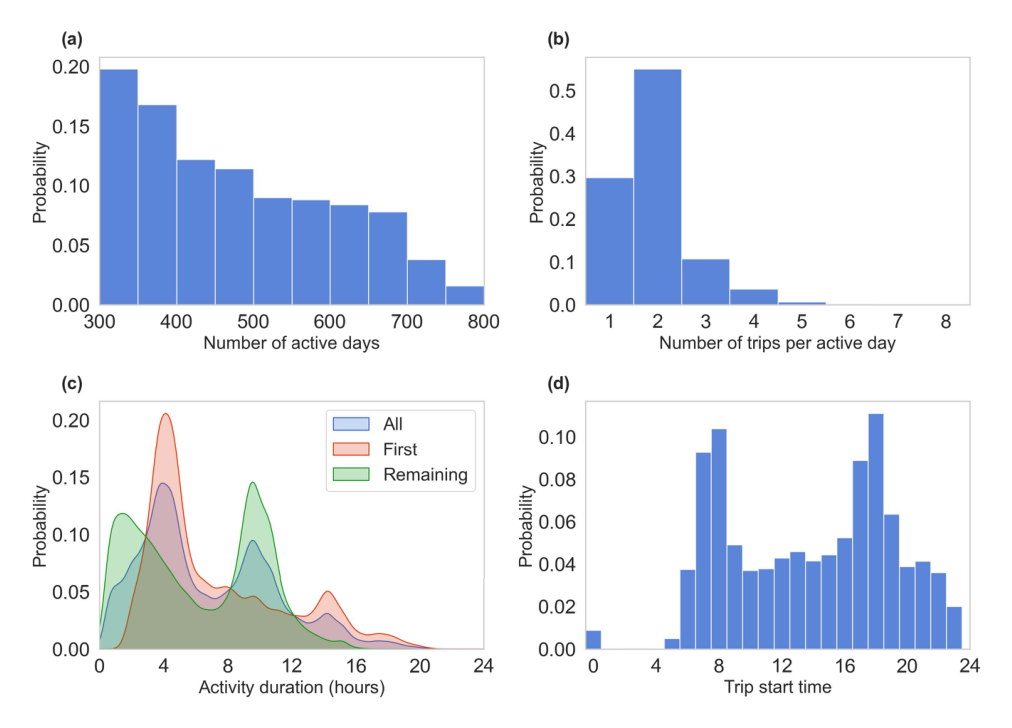 (a)
0.20
0.15
0.10
0.05
0.00
Probability
300 400 500 600 700 800
Number of active days
(b)
0.5
0.4
0.3
0.2
0.1
0.0
Probability
1 2 3 4 5 6 7 8
Number of trips per active day
(c)
0.20
0.15
0.10
0.05
0.00
Probability
All
First
Remaining
0 4 8 12 16 20 24
Activity duration (hours)
(d)
0.10
0.08
0.06
0.04
0.02
0.00
Probability
0 4 8 12 16 20 24
Trip start time